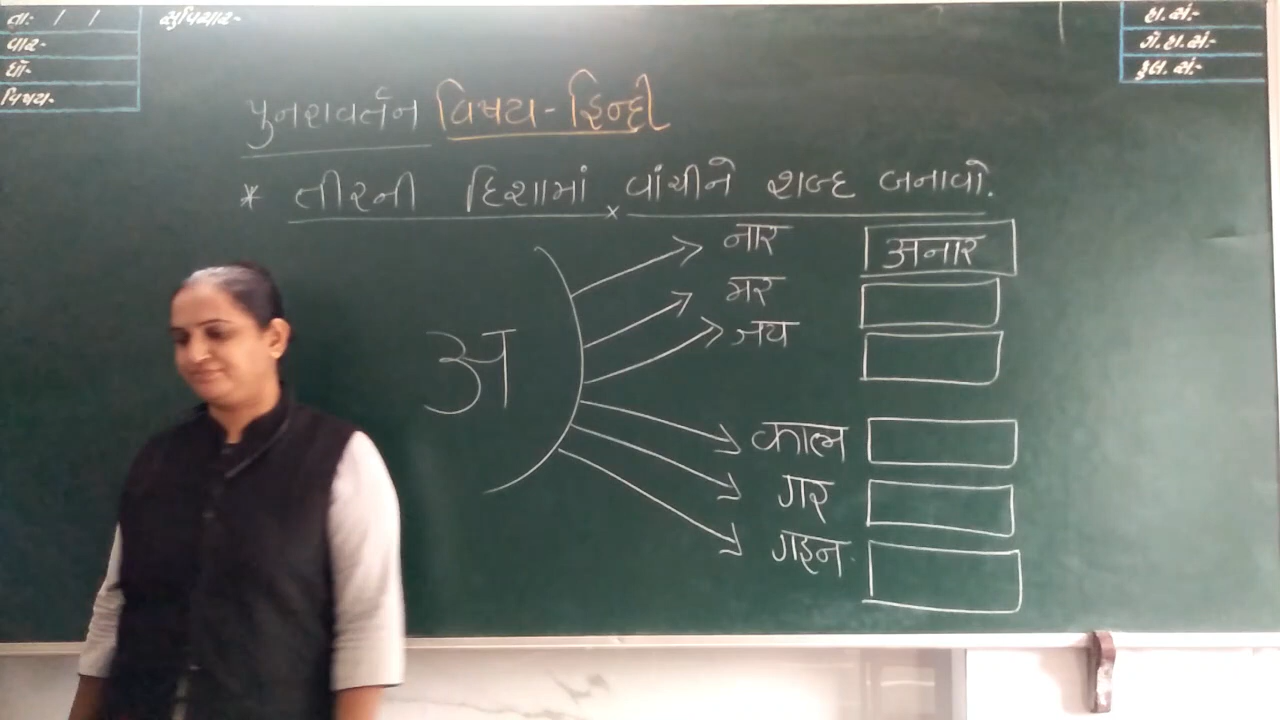 તા:- / /
વાર-
ઘો-
વિષય-
સુવિચાર-
હા.સં:-
ગે.હા.સં:-
કુલ.સં:-
પુનરાવર્તન વિષય-હિન્દી
* તીરની દિશામાં વાંચીને શબ્દ બનાવો.
अ
नार अनार
मर
जय
काल
गर
गइन